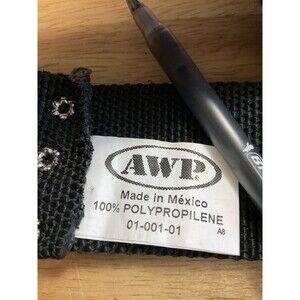 AWP
Made in México
100% POLYPROPILENE
01-001-01
A8